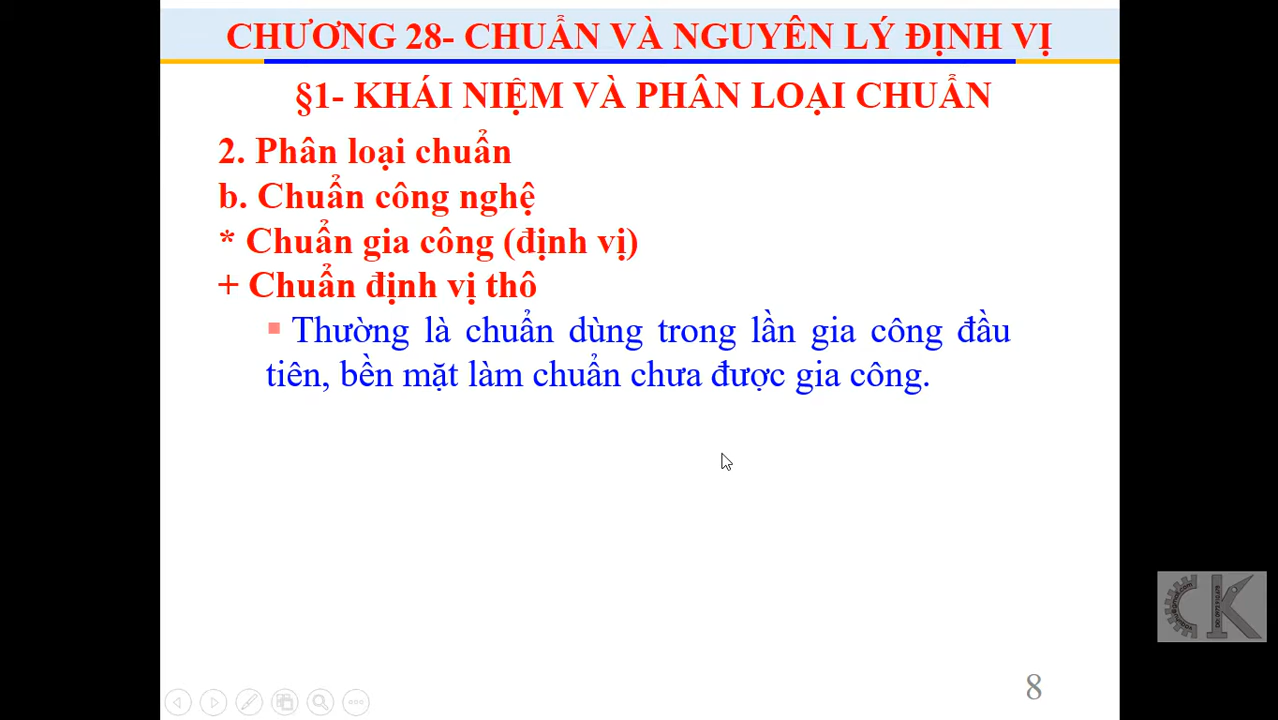 CHƯƠNG 28- CHUẨN VÀ NGUYÊN LÝ ĐỊNH VỊ
§1- KHÁI NIỆM VÀ PHÂN LOẠI CHUẨN
2. Phân loại chuẩn
b. Chuẩn công nghệ
* Chuẩn gia công (định vị)
+ Chuẩn định vị thô
▪ Thường là chuẩn dùng trong lần gia công đầu
tiên, bền mặt làm chuẩn chưa được gia công.
8